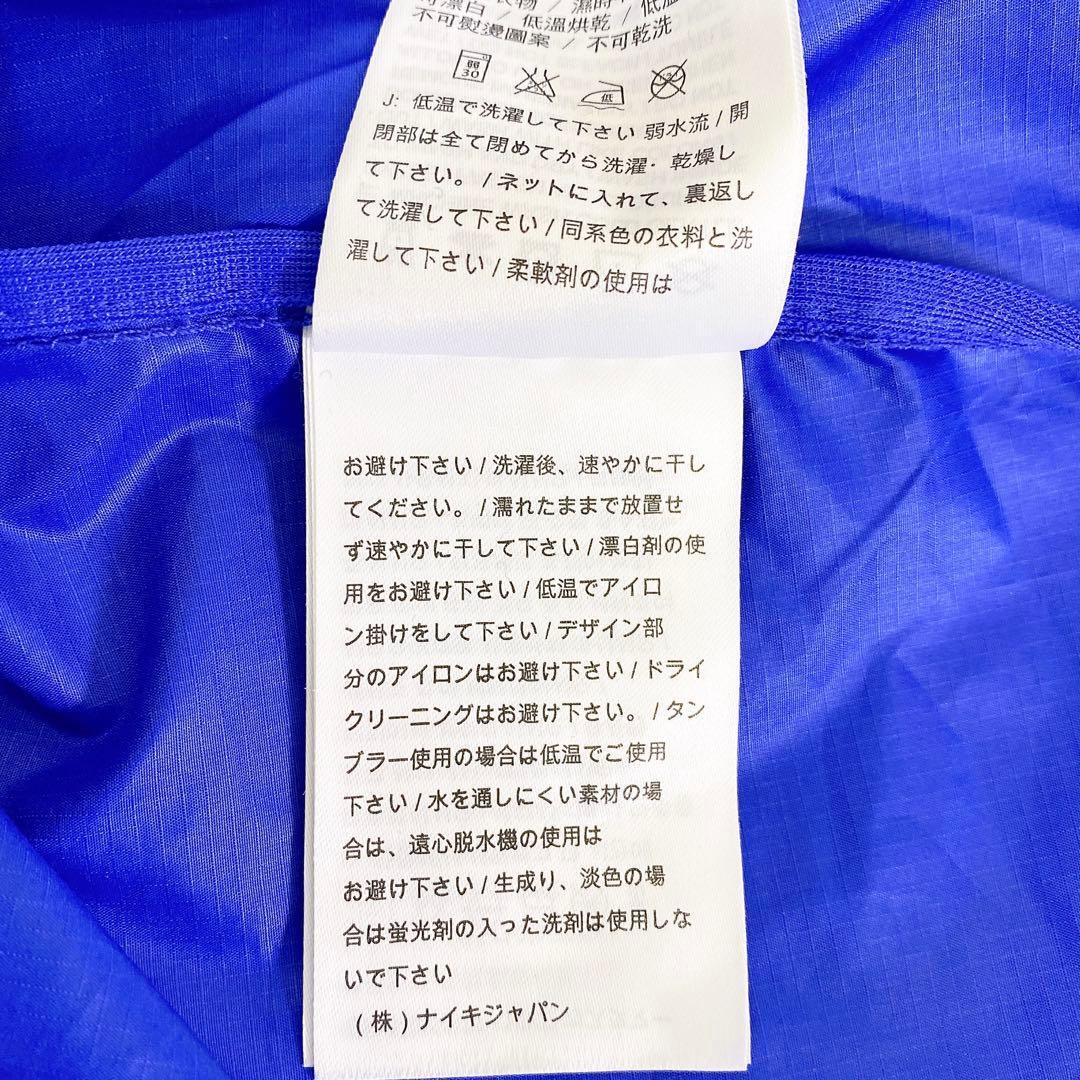 衣物 / 濕時
漂白 / 低溫烘乾 / 低溫
不可熨燙圖案 / 不可乾洗
弱
30
低
J: 低温で洗濯して下さい 弱水流 / 開
閉部は全て閉めてから洗濯・乾燥し
て下さい。 / ネットに入れて、裏返し
て洗濯して下さい / 同系色の衣料と洗
濯して下さい / 柔軟剤の使用は
お避け下さい / 洗濯後、速やかに干し
てください。 / 濡れたままで放置せ
ず速やかに干して下さい / 漂白剤の使
用をお避け下さい / 低温でアイロ
ン掛けをして下さい / デザイン部
分のアイロンはお避け下さい / ドライ
クリーニングはお避け下さい。 / タン
ブラー使用の場合は低温でご使用
下さい / 水を通しにくい素材の場
合は、遠心脱水機の使用は
お避け下さい / 生成り、淡色の場
合は蛍光剤の入った洗剤は使用しな
いで下さい
(株) ナイキジャパン